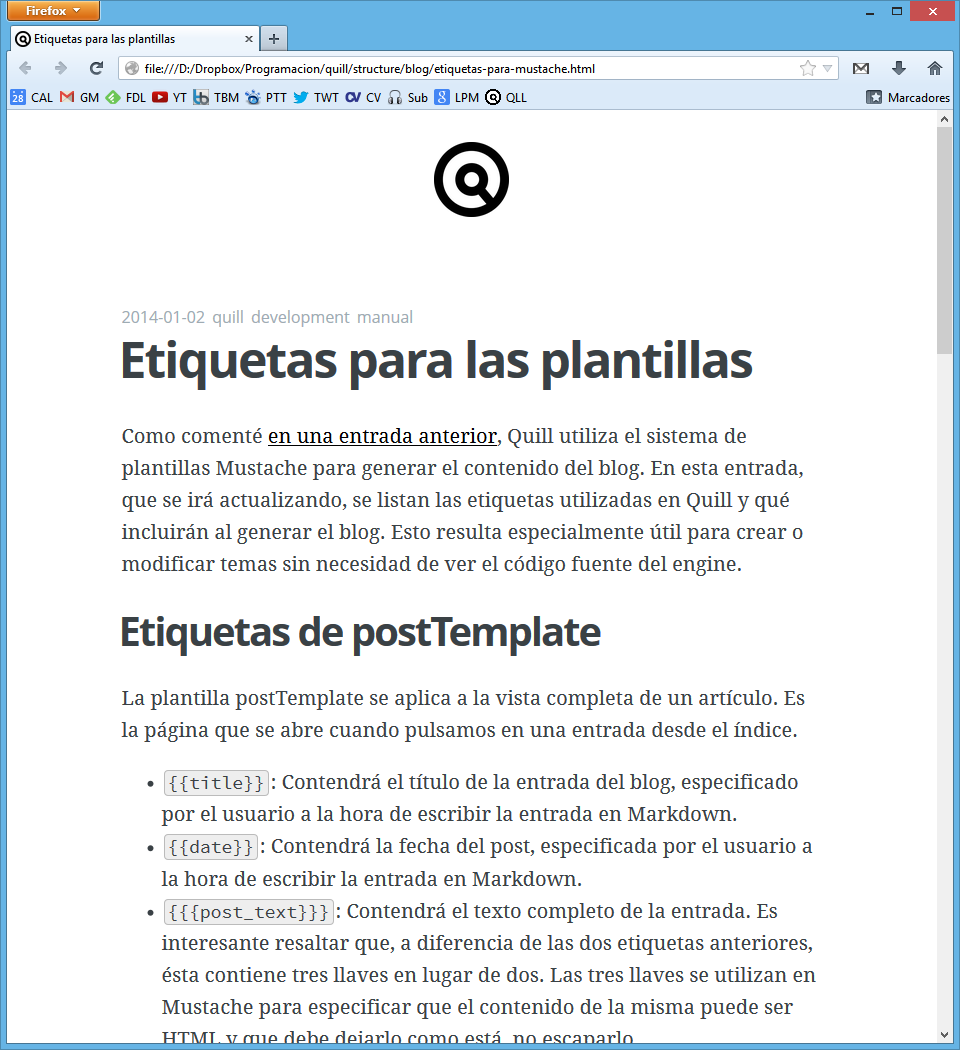 Firefox
Etiquetas para las plantillas
file:///D:/Dropbox/Programacion/quill/structure/blog/etiquetas-para-mustache.html
28 CAL GM FDL YT TBM PTT TWT CV CV Sub 8 LPM QLL Marcadores
2014-01-02 quill development manual
Etiquetas para las plantillas
Como comenté en una entrada anterior, Quill utiliza el sistema de
plantillas Mustache para generar el contenido del blog. En esta entrada,
que se irá actualizando, se listan las etiquetas utilizadas en Quill y qué
incluirán al generar el blog. Esto resulta especialmente útil para crear o
modificar temas sin necesidad de ver el código fuente del engine.
Etiquetas de postTemplate
La plantilla postTemplate se aplica a la vista completa de un artículo. Es
la página que se abre cuando pulsamos en una entrada desde el índice.
• {{title}}: Contendrá el título de la entrada del blog, especificado
por el usuario a la hora de escribir la entrada en Markdown.
• {{date}}: Contendrá la fecha del post, especificada por el usuario a
la hora de escribir la entrada en Markdown.
• {{{post_text}}}: Contendrá el texto completo de la entrada. Es
interesante resaltar que, a diferencia de las dos etiquetas anteriores,
ésta contiene tres llaves en lugar de dos. Las tres llaves se utilizan en
Mustache para especificar que el contenido de la misma puede ser
HTML y que debe dejarlo como está, no escaparlo.